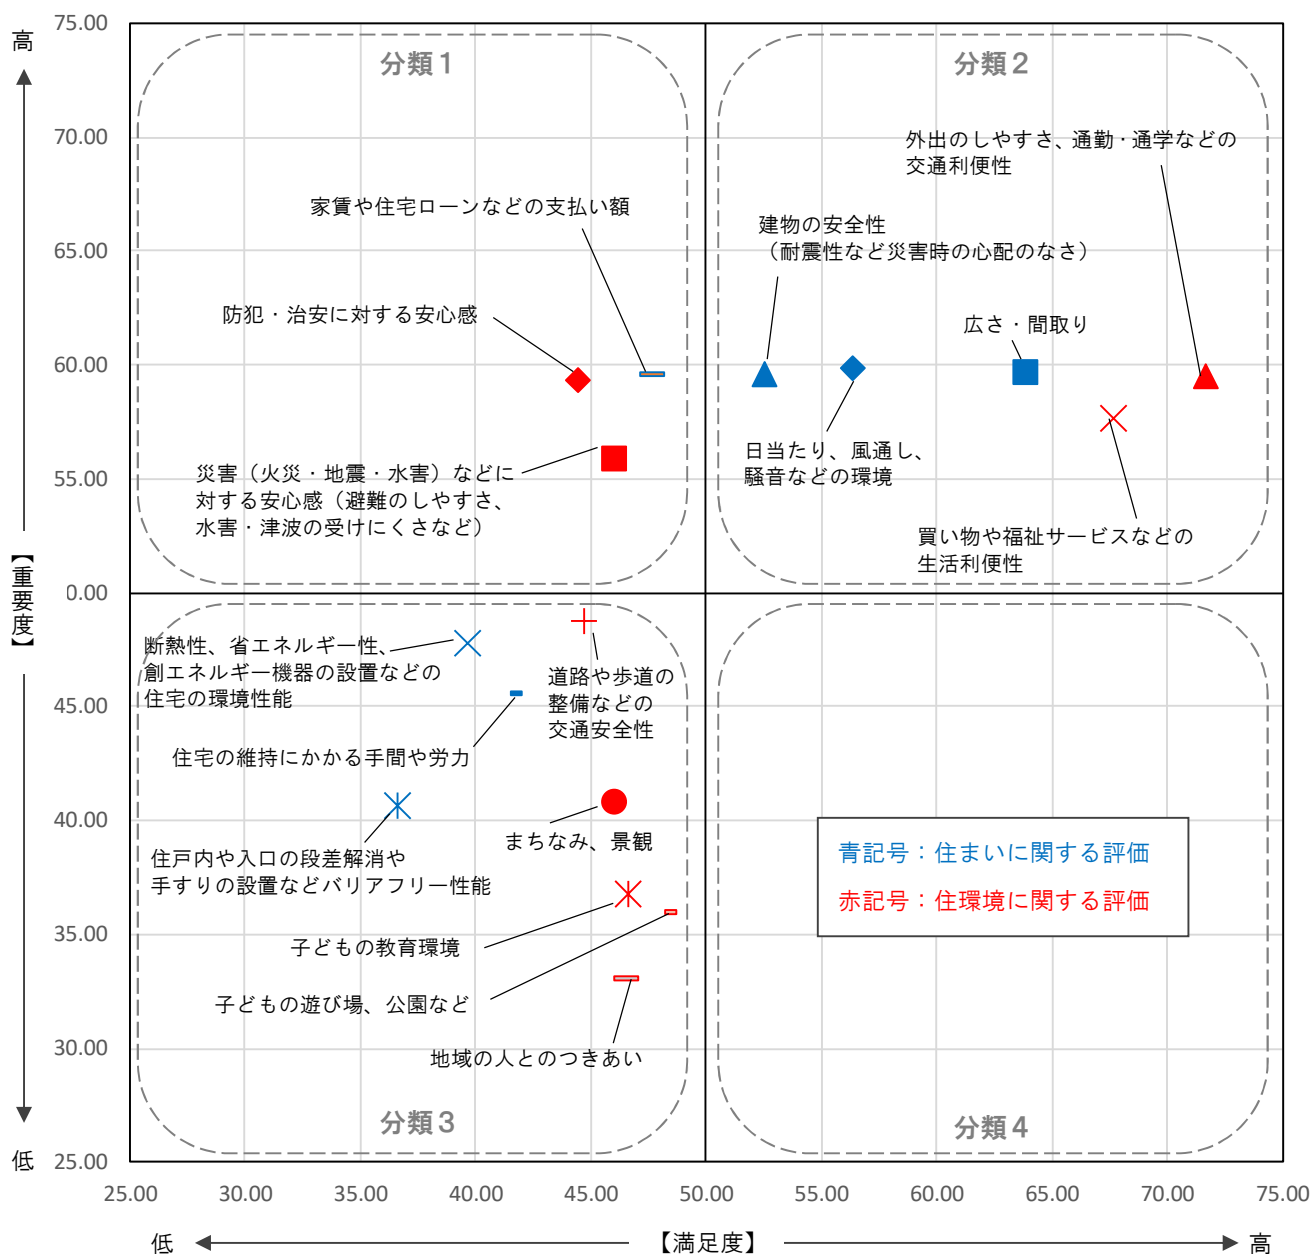 75.00
高
分類1
分類2
70.00
外出のしやすさ、通勤・通学などの
交通利便性
家賃や住宅ローンなどの支払い額
65.00
建物の安全性
（耐震性など災害時の心配のなさ）
防犯・治安に対する安心感
広さ・間取り
60.00
日当たり、風通し、
騒音などの環境
災害（火災・地震・水害）などに
対する安心感（避難のしやすさ、
水害・津波の受けにくさなど）
55.00
買い物や福祉サービスなどの
生活利便性
【重要度】
0.00
断熱性、省エネルギー性、
創エネルギー機器の設置などの
住宅の環境性能
道路や歩道の
整備などの
交通安全性
45.00
住宅の維持にかかる手間や労力
40.00
まちなみ、景観
住戸内や入口の段差解消や
手すりの設置などバリアフリー性能
青記号：住まいに関する評価
赤記号：住環境に関する評価
35.00
子どもの教育環境
子どもの遊び場、公園など
30.00
地域の人とのつきあい
分類3
分類4
低
25.00
25.00 30.00 35.00 40.00 45.00 50.00 55.00 60.00 65.00 70.00 75.00
低 【満足度】 高